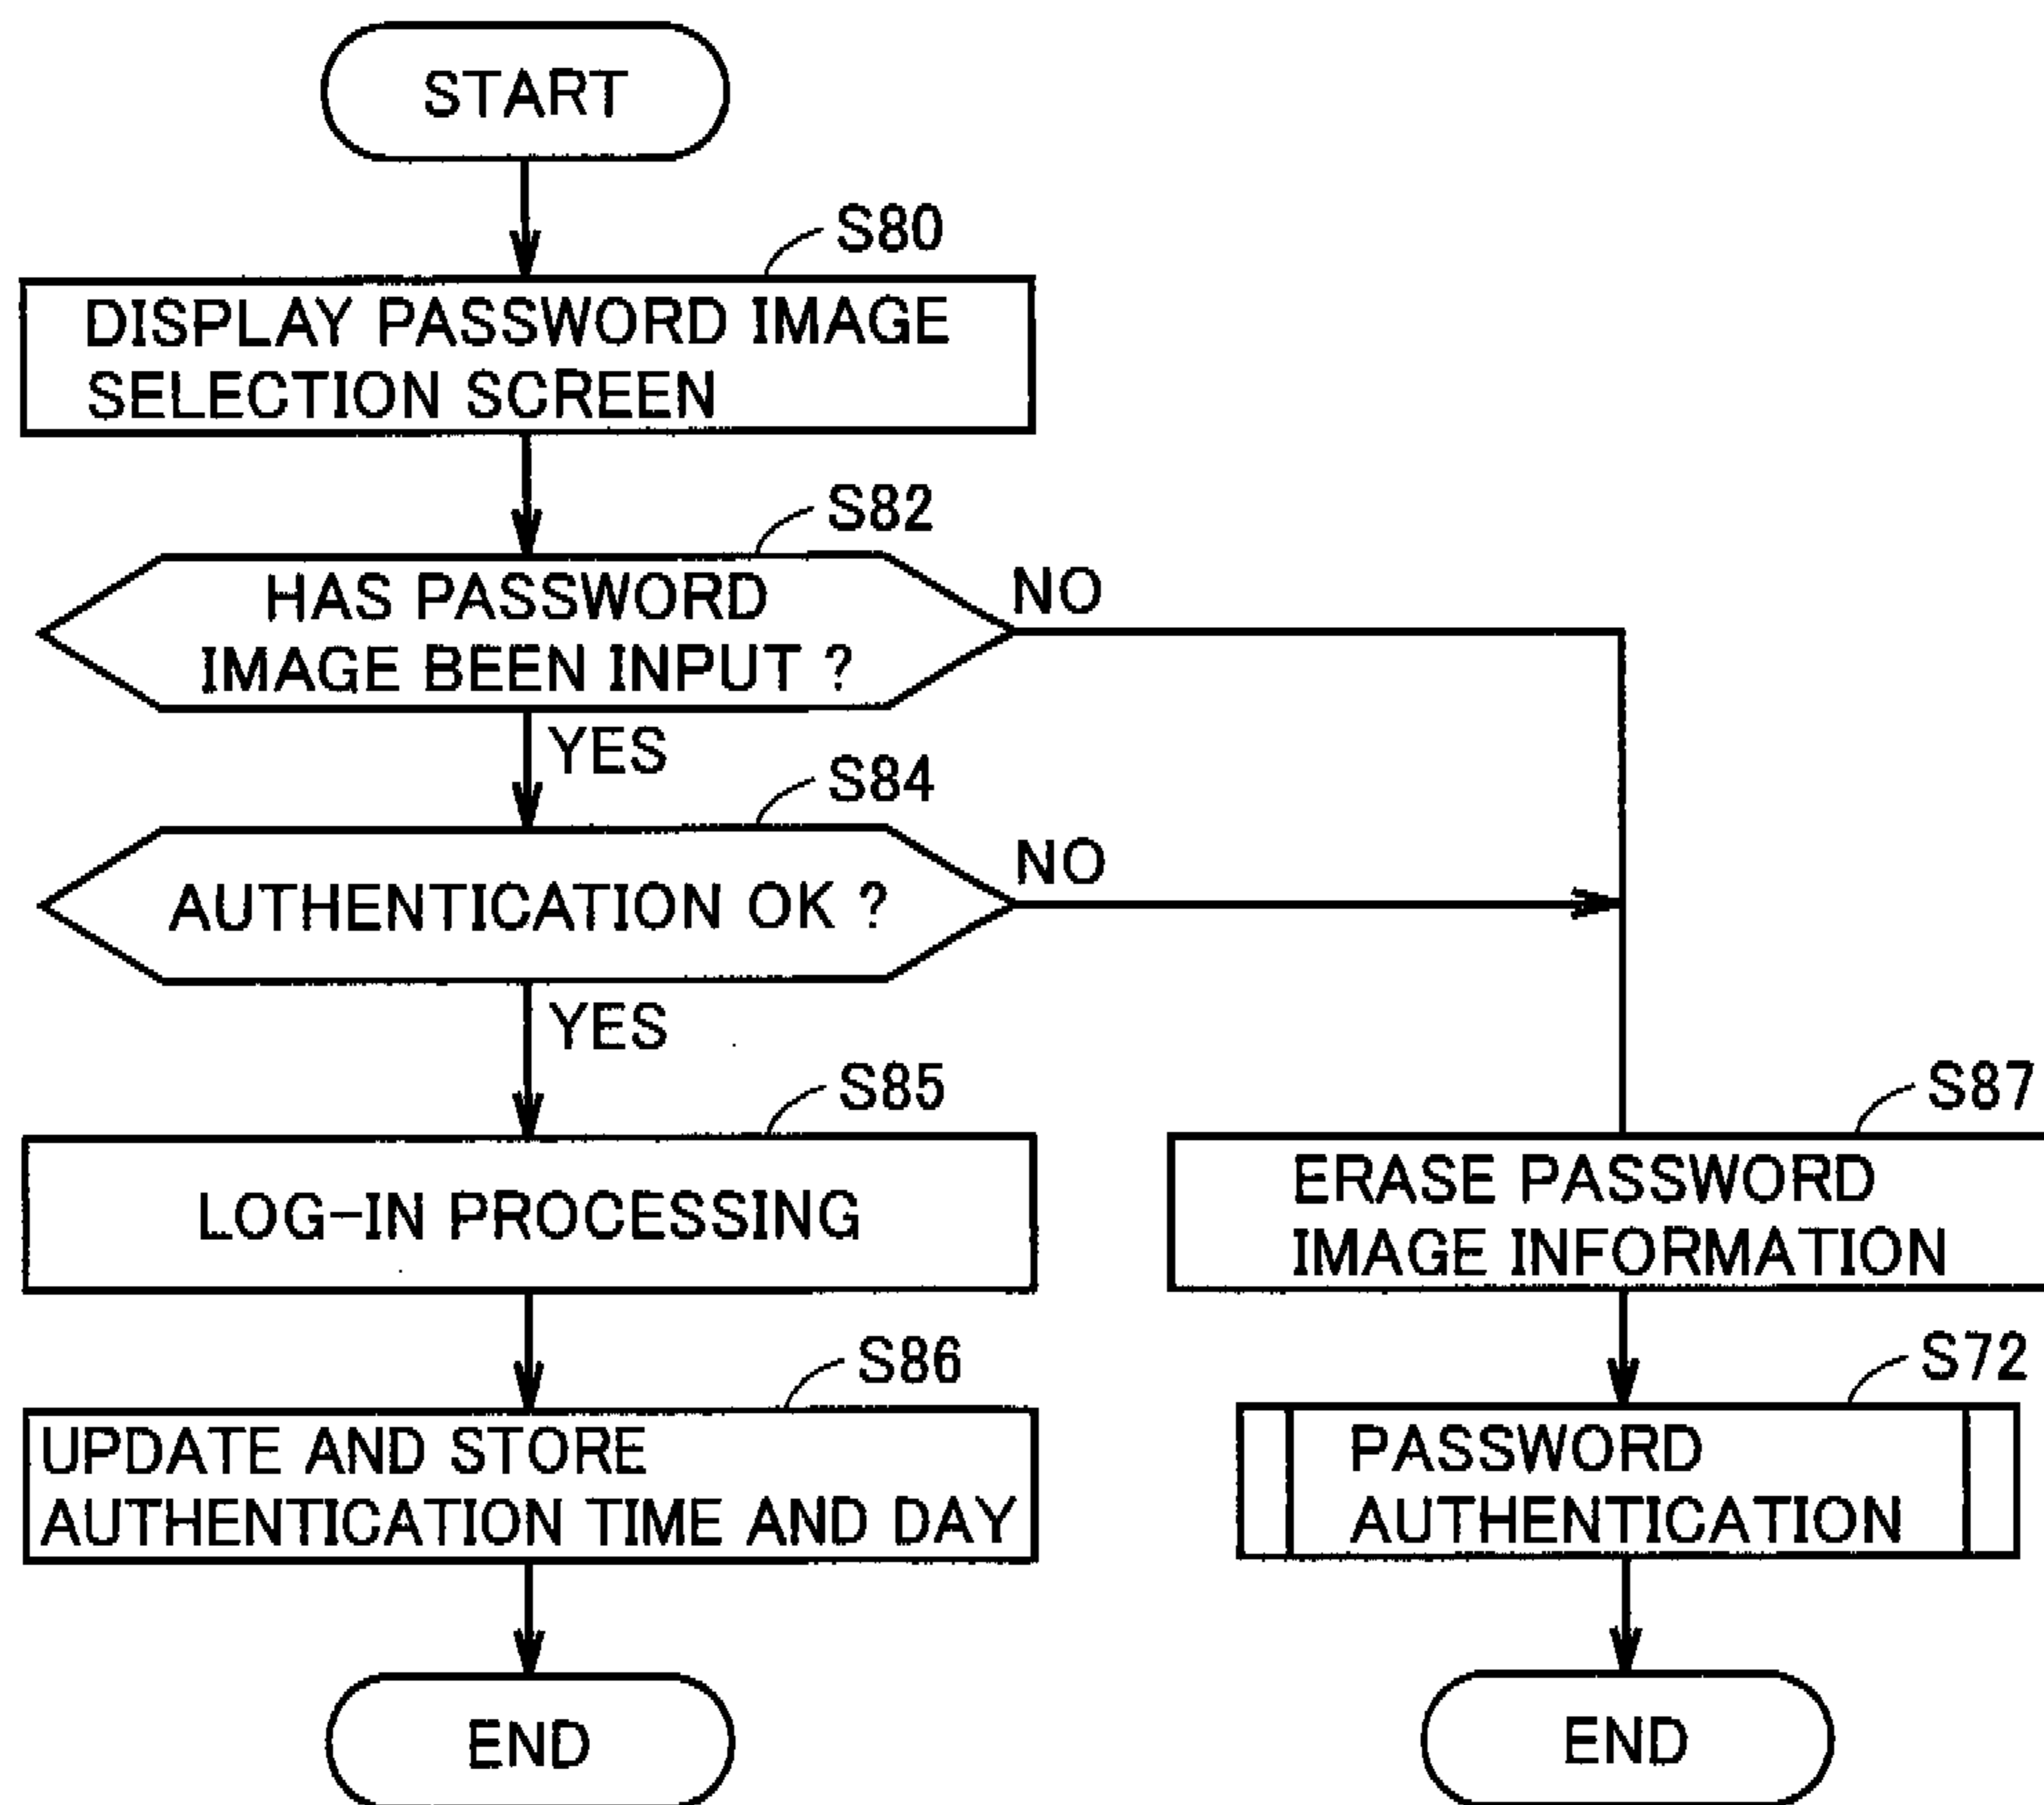 START
S80
DISPLAY PASSWORD IMAGE
SELECTION SCREEN
S82
HAS PASSWORD
IMAGE BEEN INPUT ?
NO
YES
S84
AUTHENTICATION OK ?
NO
YES
S85
LOG-IN PROCESSING
S86
UPDATE AND STORE
AUTHENTICATION TIME AND DAY
END
S87
ERASE PASSWORD
IMAGE INFORMATION
S72
PASSWORD
AUTHENTICATION
END